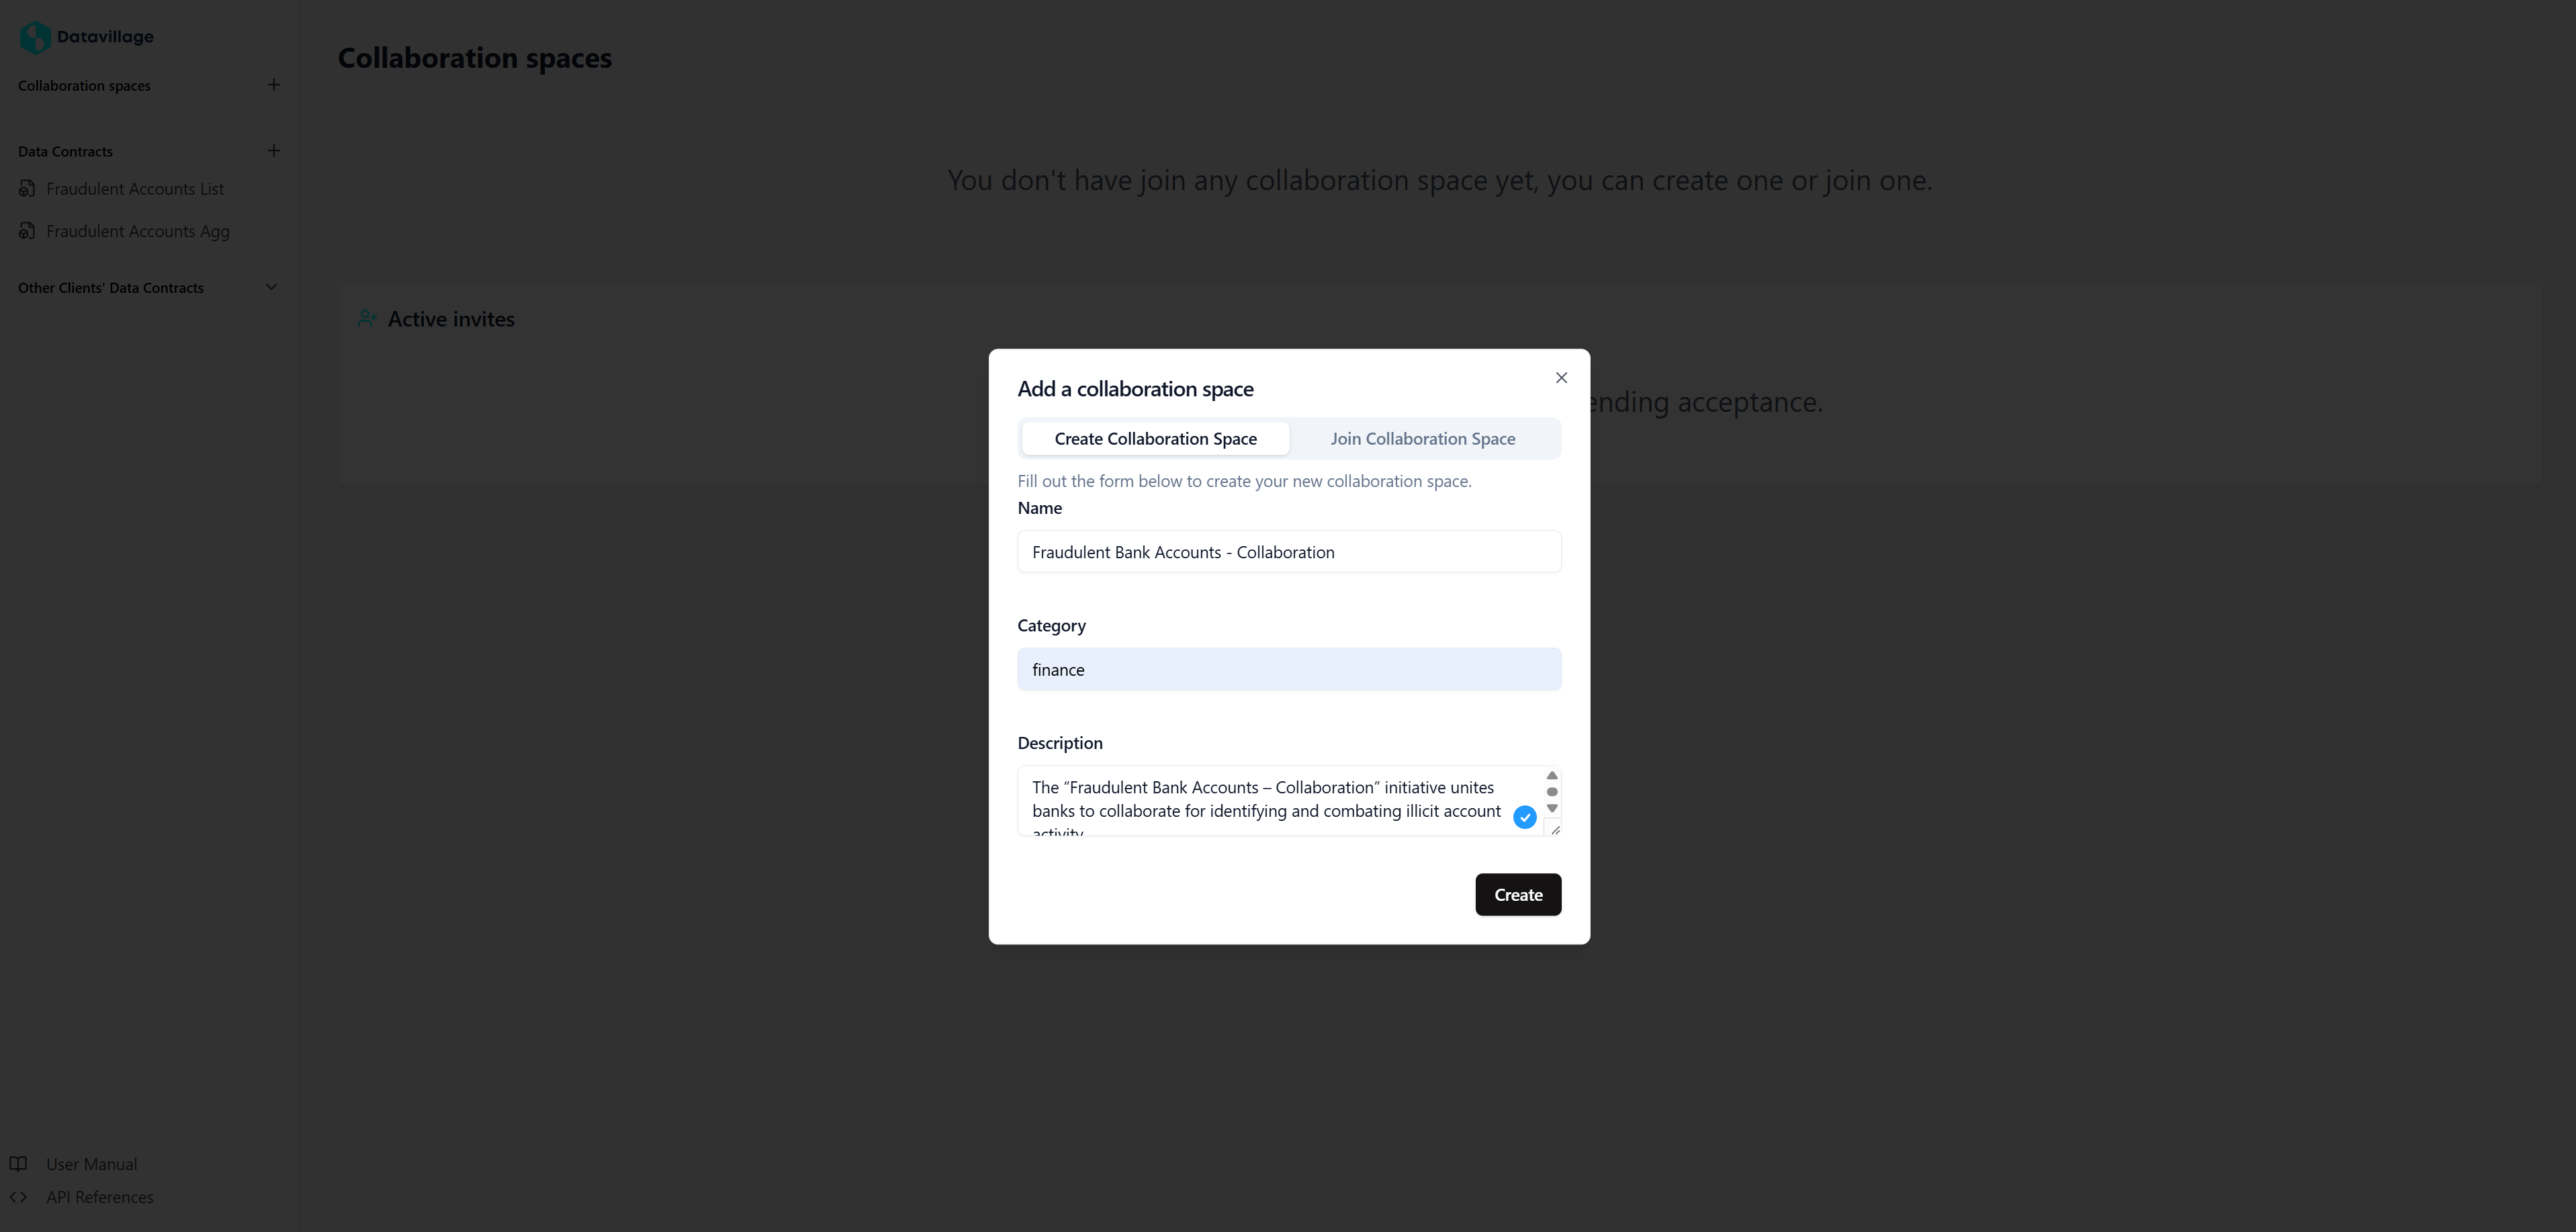 Datavillage
Collaboration spaces
Data Contracts
Fraudulent Accounts List
Fraudulent Accounts Agg
Other Clients' Data Contracts
User Manual
API References
Collaboration spaces
You don't have join any collaboration space yet, you can create one or join one.
Active invites
ending acceptance.
Add a collaboration space
Create Collaboration Space
Join Collaboration Space
Fill out the form below to create your new collaboration space.
Name
Fraudulent Bank Accounts - Collaboration
Category
finance
Description
The “Fraudulent Bank Accounts – Collaboration” initiative unites
banks to collaborate for identifying and combating illicit account
activity
Create